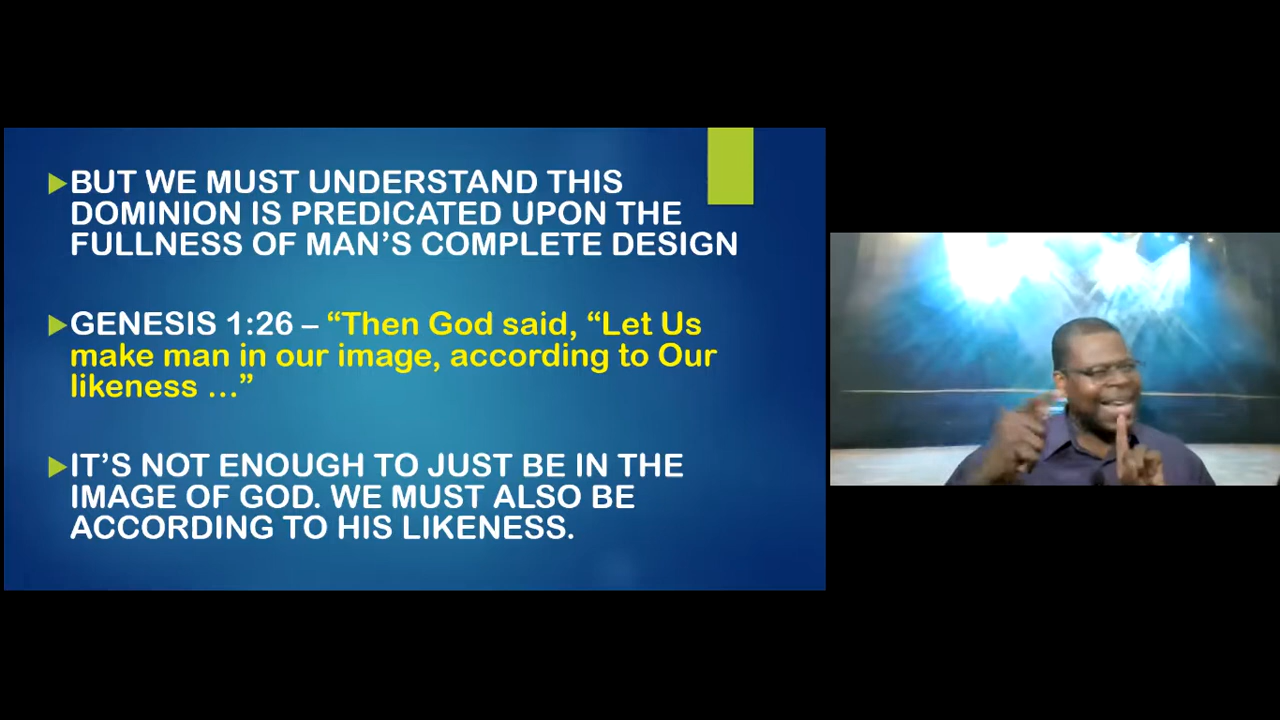 BUT WE MUST UNDERSTAND THIS
DOMINION IS PREDICATED UPON THE
FULLNESS OF MAN’S COMPLETE DESIGN
GENESIS 1:26 – “Then God said, “Let Us
make man in our image, according to Our
likeness …”
IT’S NOT ENOUGH TO JUST BE IN THE
IMAGE OF GOD. WE MUST ALSO BE
ACCORDING TO HIS LIKENESS.